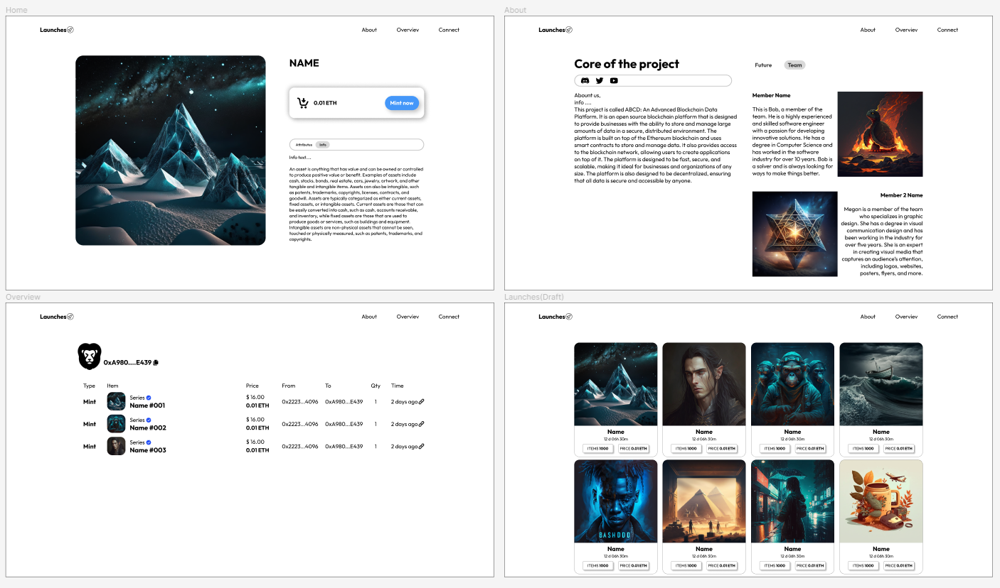 Home
Launches
About
Overviev
Connect
NAME
0.01 ETH
Mint now
Attributes
Info
Info text....
An asset is anything that has value and can be owned or controlled
to produce positive value or benefit. Examples of assets include
cash, stocks, bonds, real estate, cars, jewelry, artwork, and other
tangible and intangible items. Assets can also be intangible, such
as patents, trademarks, copyrights, licenses, contracts, and
goodwill. Assets are typically categorized as either current assets,
fixed assets, or intangible assets. Current assets are those that can
be easily converted into cash, such as cash, accounts receivable,
and inventory, while fixed assets are those that are used to
produce goods or services, such as buildings and equipment.
Intangible assets are non-physical assets that cannot be seen,
touched or physically measured, such as patents, trademarks, and
copyrights.
About
Launches
About
Overviev
Connect
Core of the project
Abount us,
info ....
This project is called ABCD: An Advanced Blockchain Data
Platform. It is an open source blockchain platform that is designed
to provide businesses with the ability to store and manage large
amounts of data in a secure, distributed environment. The
platform is built on top of the Ethereum blockchain and uses
smart contracts to store and manage data. It also provides access
to the blockchain network, allowing users to create applications
on top of it. The platform is designed to be fast, secure, and
scalable, making it ideal for businesses and organizations of any
size. The platform is also designed to be decentralized, ensuring
that all data is secure and accessible by anyone.
Future
Team
Member Name
This is Bob, a member of the
team. He is a highly experienced
and skilled software engineer
with a passion for developing
innovative solutions. He has a
degree in Computer Science and
has worked in the software
industry for over 10 years. Bob is
a solver and is always looking for
ways to make things better.
Member 2 Name
Megan is a member of the team
who specializes in graphic
design. She has a degree in visual
communication design and has
been working in the industry for
over five years. She is an expert
in creating visual media that
captures an audience's attention,
including logos, websites,
posters, flyers, and more.
Overview
Launches
About
Overviev
Connect
0xA980....E439
Type Item Price From To Qty Time
Mint
Series
Name #001
$ 16.00
0.01 ETH
0x2223...4096
0xA980...E439
1
2 days ago
Mint
Series
Name #002
$ 16.00
0.01 ETH
0x2223...4096
0xA980...E439
1
2 days ago
Mint
Series
Name #003
$ 16.00
0.01 ETH
0x2223...4096
0xA980...E439
1
2 days ago
Launches(Draft)
Launches
About
Overviev
Connect
Name
12 d 06h 30m
ITEMS 1000
PRICE 0.01 ETH
Name
12 d 06h 30m
ITEMS 1000
PRICE 0.01 ETH
Name
12 d 06h 30m
ITEMS 1000
PRICE 0.01 ETH
Name
12 d 06h 30m
ITEMS 1000
PRICE 0.01 ETH
BASHDDD
Name
12 d 06h 30m
ITEMS 1000
PRICE 0.01 ETH
Name
12 d 06h 30m
ITEMS 1000
PRICE 0.01 ETH
Name
12 d 06h 30m
ITEMS 1000
PRICE 0.01 ETH
Name
12 d 06h 30m
ITEMS 1000
PRICE 0.01 ETH